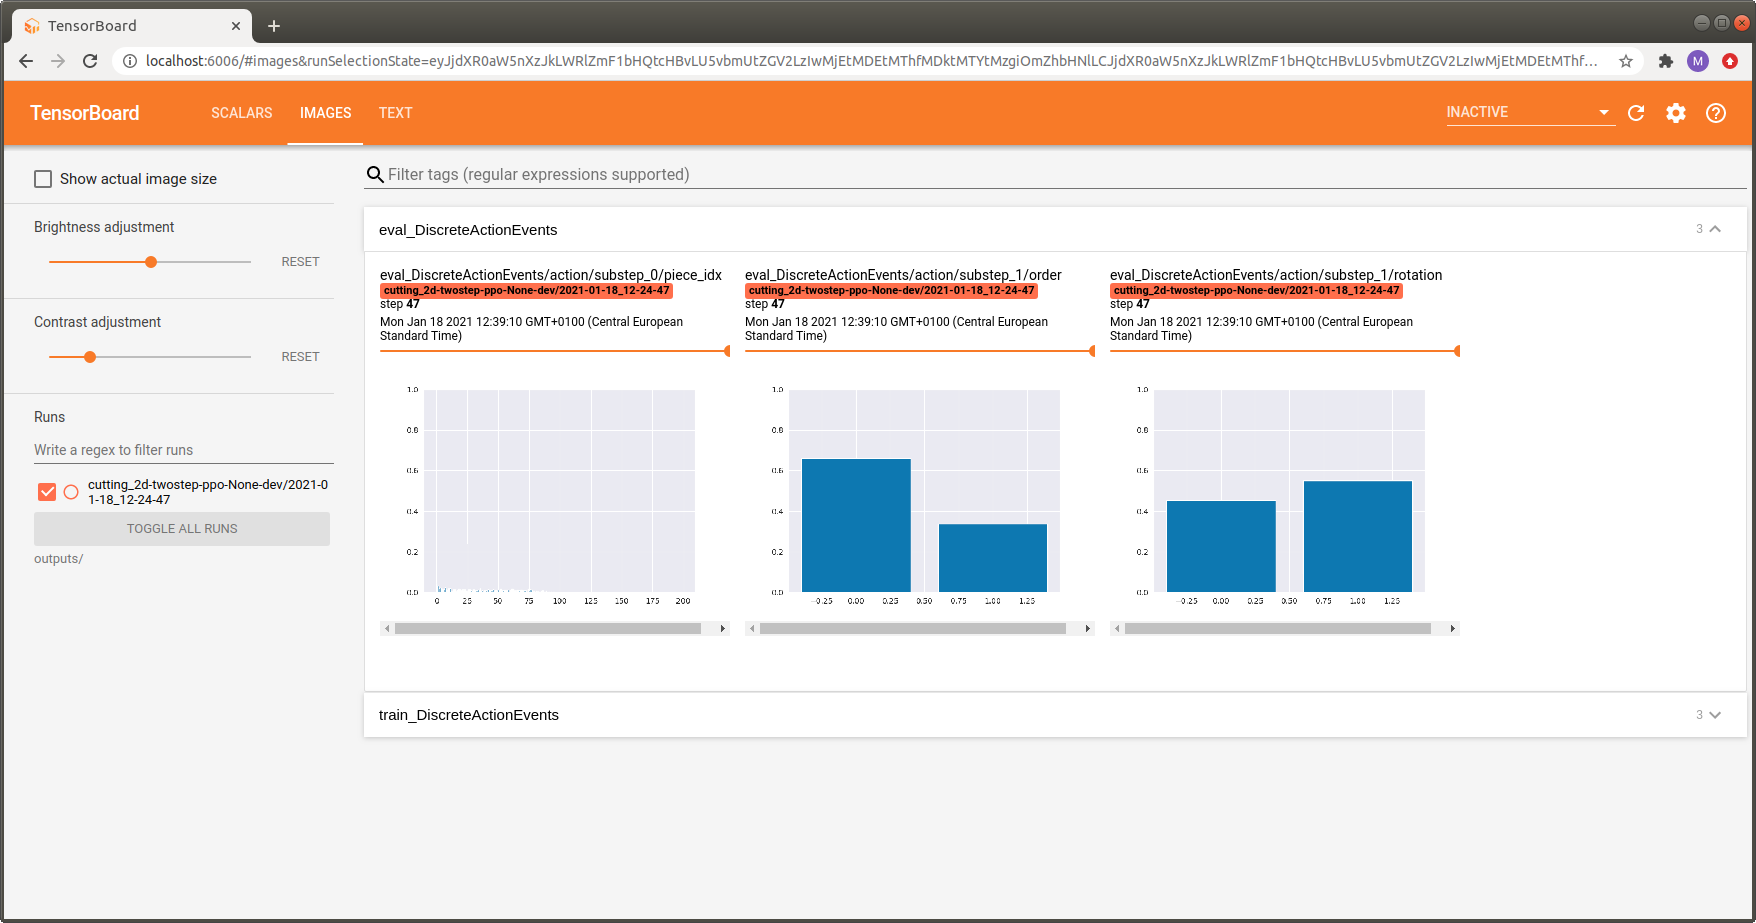 TensorBoard
localhost:6006/#images&runSelectionState=eyJjdXR0aW5nXzJkLWRlZmF1bHQtcHBvLU5vbmUtZGV2LzIwMjEtMDEtMThfMDktMTYtMzgiOmZhbHNlLCJjdXR0aW5nXzJkLWRlZmF1bHQtcHBvLU5vbmUtZGV2LzIwMjEtMDEtMThf...
M
TensorBoard
SCALARS
IMAGES
TEXT
INACTIVE
Show actual image size
Brightness adjustment
RESET
Contrast adjustment
RESET
Runs
Write a regex to filter runs
cutting_2d-twostep-ppo-None-dev/2021-0
1-18_12-24-47
TOGGLE ALL RUNS
outputs/
Filter tags (regular expressions supported)
eval_DiscreteActionEvents
3
eval_DiscreteActionEvents/action/substep_0/piece_idx
cutting_2d-twostep-ppo-None-dev/2021-01-18_12-24-47
step 47
Mon Jan 18 2021 12:39:10 GMT+0100 (Central European
Standard Time)
1.0
0.8
0.6
0.4
0.2
0.0
0 25 50 75 100 125 150 175 200
eval_DiscreteActionEvents/action/substep_1/order
cutting_2d-twostep-ppo-None-dev/2021-01-18_12-24-47
step 47
Mon Jan 18 2021 12:39:10 GMT+0100 (Central European
Standard Time)
1.0
0.8
0.6
0.4
0.2
0.0
−0.25 0.00 0.25 0.50 0.75 1.00 1.25
eval_DiscreteActionEvents/action/substep_1/rotation
cutting_2d-twostep-ppo-None-dev/2021-01-18_12-24-47
step 47
Mon Jan 18 2021 12:39:10 GMT+0100 (Central European
Standard Time)
1.0
0.8
0.6
0.4
0.2
0.0
−0.25 0.00 0.25 0.50 0.75 1.00 1.25
train_DiscreteActionEvents
3